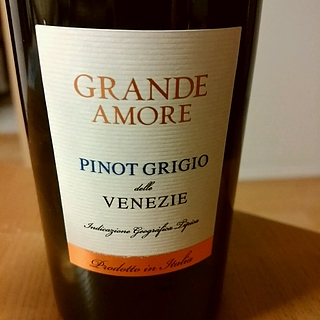 GRANDE
AMORE
PINOT GRIGIO
delle
VENEZIE
Indicazione Geografica Tipica
Prodotto in Italia